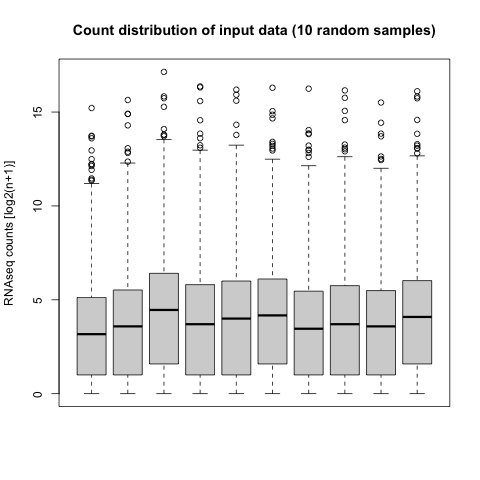 Count distribution of input data (10 random samples)
RNAseq counts [log2(n+1)]
15
10
5
0